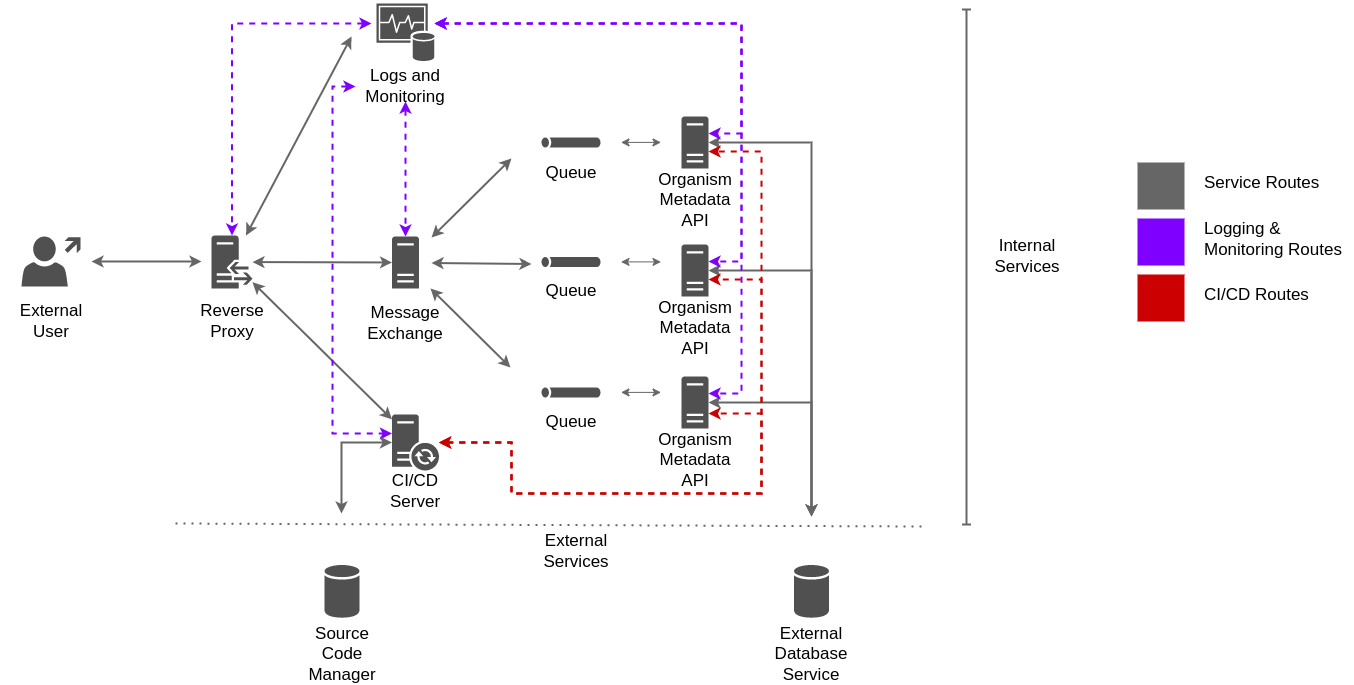 Logs and
Monitoring
Queue
Organism
Metadata
API
External
User
Reverse
Proxy
Message
Exchange
Queue
Organism
Metadata
API
Queue
Organism
Metadata
API
CI/CD
Server
Internal
Services
Service Routes
Logging &
Monitoring Routes
CI/CD Routes
External
Services
Source
Code
Manager
External
Database
Service